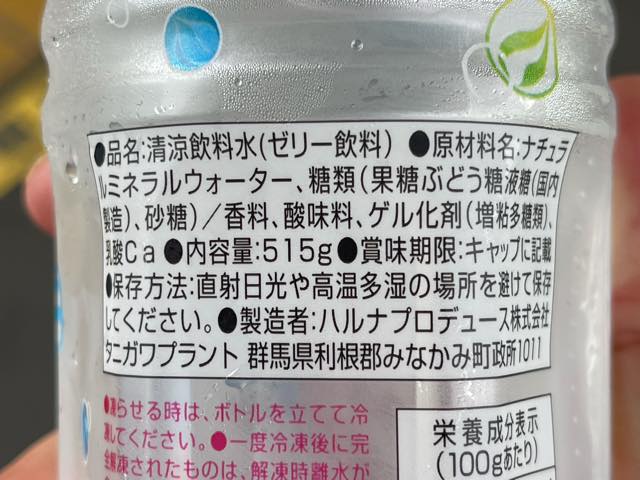 ●品名:清涼飲料水(ゼリー飲料) ●原材料名:ナチュラ
ルミネラルウォーター、糖類(果糖ぶどう糖液糖(国内
製造)、砂糖)/香料、酸味料、ゲル化剤(増粘多糖類)、
乳酸Ca ●内容量:515g ●賞味期限:キャップに記載
●保存方法:直射日光や高温多湿の場所を避けて保存
してください。 ●製造者:ハルナプロデュース株式会社
タニガワプラント 群馬県利根郡みなかみ町政所1011
●凍らせる時は、ボトルを立てて冷
凍してください。●一度冷凍後に完
全解凍されたものは、解凍時離水が
栄養成分表示
(100gあたり)